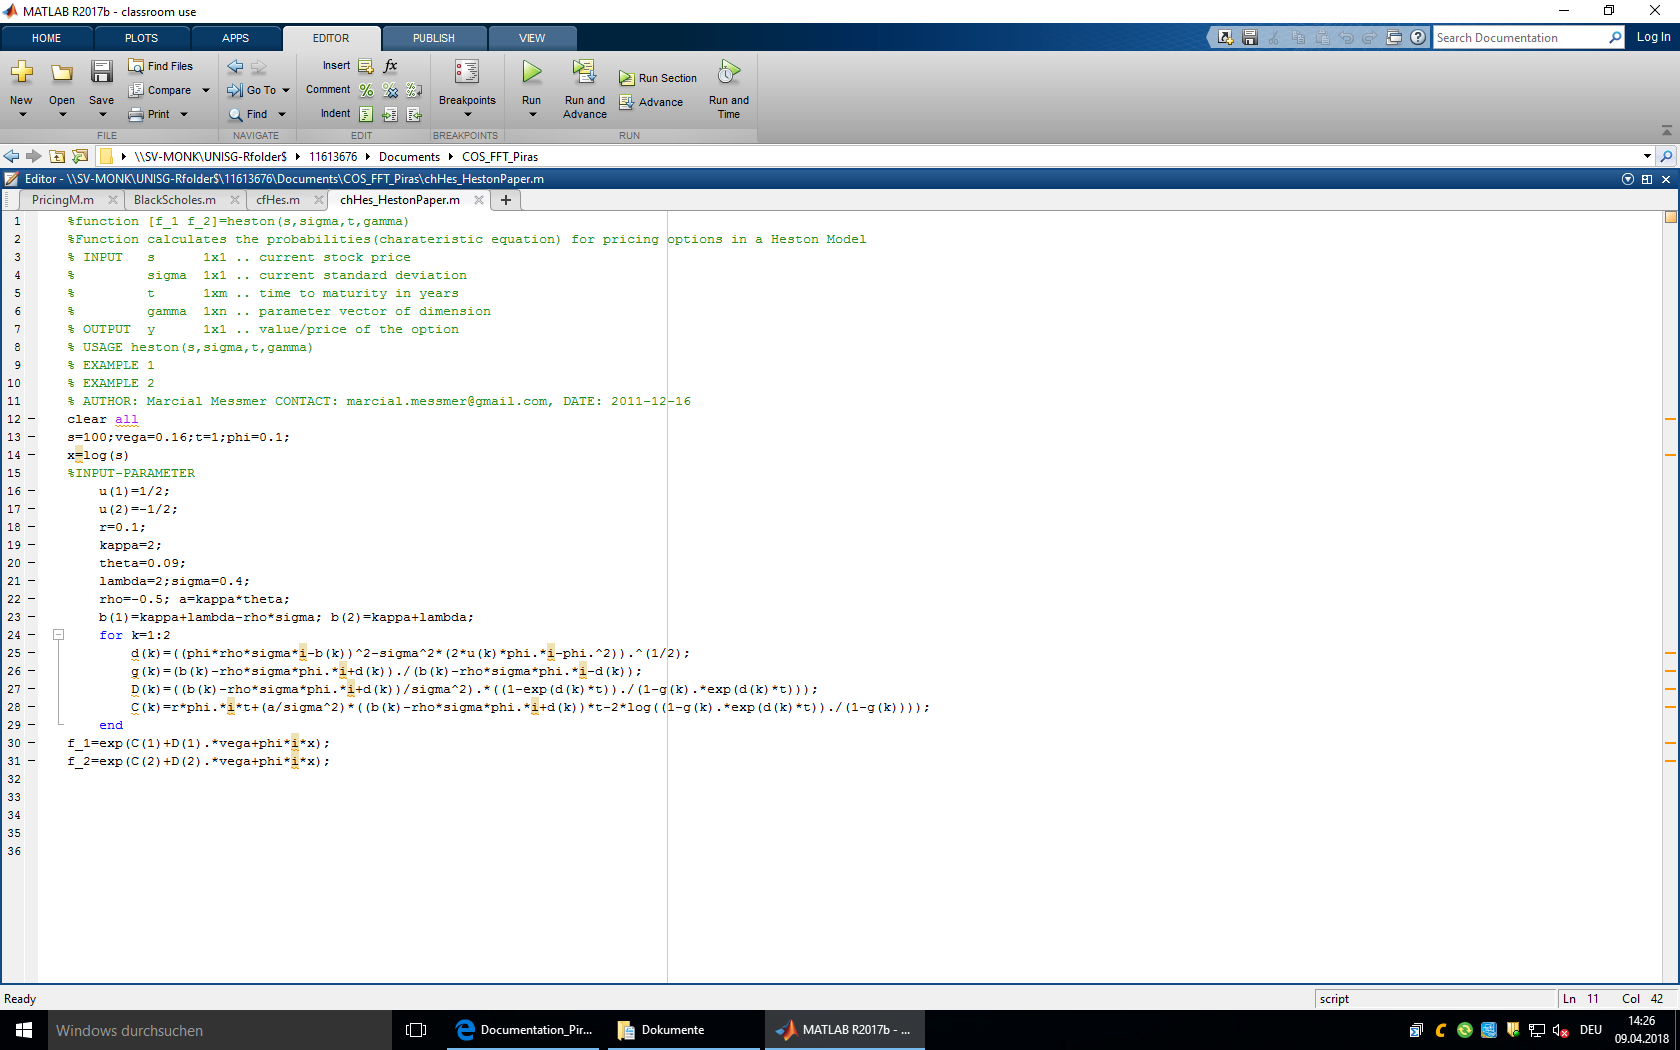 MATLAB R2017b - classroom use
HOME PLOTS APPS EDITOR PUBLISH VIEW
Search Documentation Log In
New Open Save Find Files Compare Print
Go To Find
Insert fx
Comment
Indent
Breakpoints
Run Run and Advance Run Section Advance Run and Time
FILE NAVIGATE EDIT BREAKPOINTS RUN
\\SV-MONK\UNISG-Rfolder$ 11613676 Documents COS_FFT_Piras
Editor - \\SV-MONK\UNISG-Rfolder$\11613676\Documents\COS_FFT_Piras\chHes_HestonPaper.m
PricingM.m BlackScholes.m cfHes.m chHes_HestonPaper.m +
1 %function [f_1 f_2]=heston(s,sigma,t,gamma)
2 %Function calculates the probabilities(charateristic equation) for pricing options in a Heston Model
3 % INPUT s 1x1 .. current stock price
4 % sigma 1x1 .. current standard deviation
5 % t 1xm .. time to maturity in years
6 % gamma 1xn .. parameter vector of dimension
7 % OUTPUT y 1x1 .. value/price of the option
8 % USAGE heston(s,sigma,t,gamma)
9 % EXAMPLE 1
10 % EXAMPLE 2
11 % AUTHOR: Marcial Messmer CONTACT: marcial.messmer@gmail.com, DATE: 2011-12-16
12 – clear all
13 – s=100;vega=0.16;t=1;phi=0.1;
14 – x=log(s)
15 %INPUT-PARAMETER
16 – u(1)=1/2;
17 – u(2)=-1/2;
18 – r=0.1;
19 – kappa=2;
20 – theta=0.09;
21 – lambda=2;sigma=0.4;
22 – rho=-0.5; a=kappa*theta;
23 – b(1)=kappa+lambda-rho*sigma; b(2)=kappa+lambda;
24 – for k=1:2
25 – d(k)=((phi*rho*sigma*i-b(k))^2-sigma^2*(2*u(k)*phi.*i-phi.^2)).^(1/2);
26 – g(k)=(b(k)-rho*sigma*phi.*i+d(k))./(b(k)-rho*sigma*phi.*i-d(k));
27 – D(k)=((b(k)-rho*sigma*phi.*i+d(k))/sigma^2).*((1-exp(d(k)*t))./(1-g(k).*exp(d(k)*t)));
28 – C(k)=r*phi.*i*t+(a/sigma^2)*((b(k)-rho*sigma*phi.*i+d(k))*t-2*log((1-g(k).*exp(d(k)*t))./(1-g(k))));
29 – end
30 – f_1=exp(C(1)+D(1).*vega+phi*i*x);
31 – f_2=exp(C(2)+D(2).*vega+phi*i*x);
32
33
34
35
36
Ready script Ln 11 Col 42
Windows durchsuchen Documentation_Pir... Dokumente MATLAB R2017b - ... DEU 14:26
09.04.2018